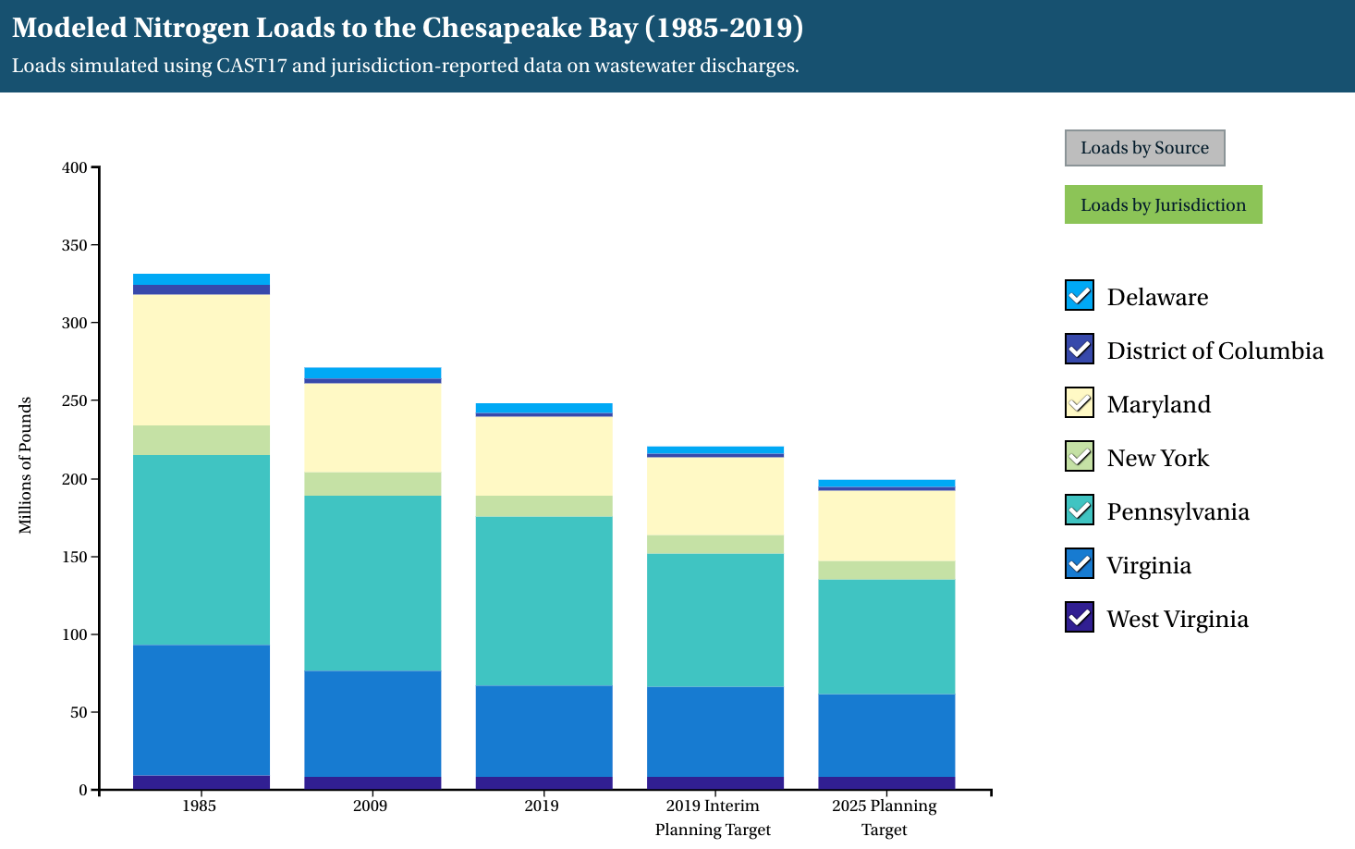 Modeled Nitrogen Loads to the Chesapeake Bay (1985-2019)
Loads simulated using CAST17 and jurisdiction-reported data on wastewater discharges.
Loads by Source
Loads by Jurisdiction
Delaware
District of Columbia
Maryland
New York
Pennsylvania
Virginia
West Virginia
Millions of Pounds
400
350
300
250
200
150
100
50
0
1985
2009
2019
2019 Interim
Planning Target
2025 Planning
Target